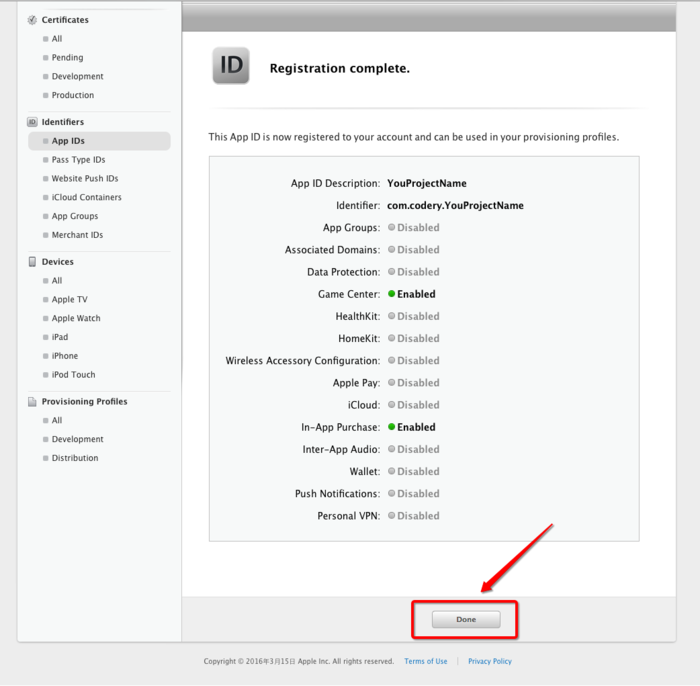 Certificates
All
Pending
Development
Production
Identifiers
App IDs
Pass Type IDs
Website Push IDs
iCloud Containers
App Groups
Merchant IDs
Devices
All
Apple TV
Apple Watch
iPad
iPhone
iPod Touch
Provisioning Profiles
All
Development
Distribution
ID
Registration complete.
This App ID is now registered to your account and can be used in your provisioning profiles.
App ID Description: YouProjectName
Identifier: com.codery.YouProjectName
App Groups: Disabled
Associated Domains: Disabled
Data Protection: Disabled
Game Center: Enabled
HealthKit: Disabled
HomeKit: Disabled
Wireless Accessory Configuration: Disabled
Apple Pay: Disabled
iCloud: Disabled
In-App Purchase: Enabled
Inter-App Audio: Disabled
Wallet: Disabled
Push Notifications: Disabled
Personal VPN: Disabled
Done
Copyright © 2016年3月15日 Apple Inc. All rights reserved. Terms of Use | Privacy Policy